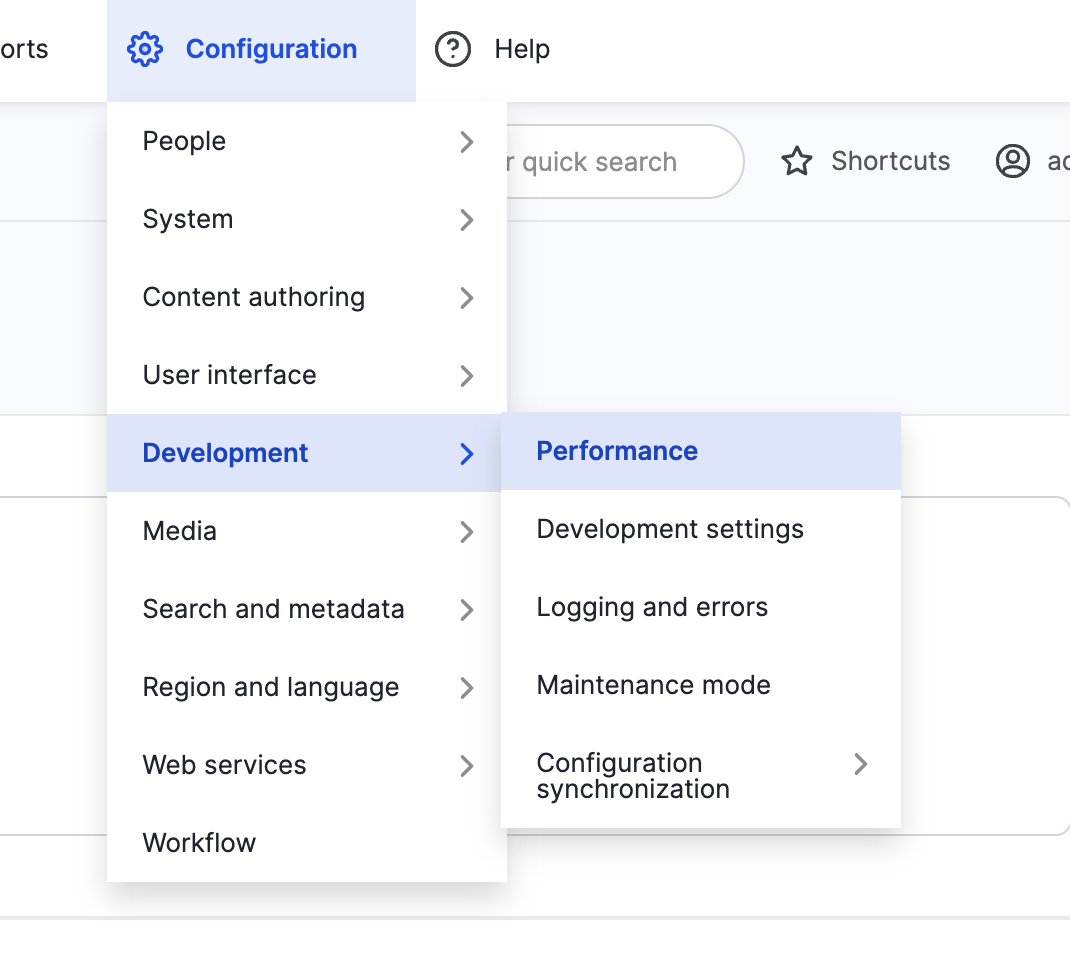 orts
Configuration
Help
r quick search
Shortcuts
People
System
Content authoring
User interface
Development
Media
Search and metadata
Region and language
Web services
Workflow
Performance
Development settings
Logging and errors
Maintenance mode
Configuration
synchronization